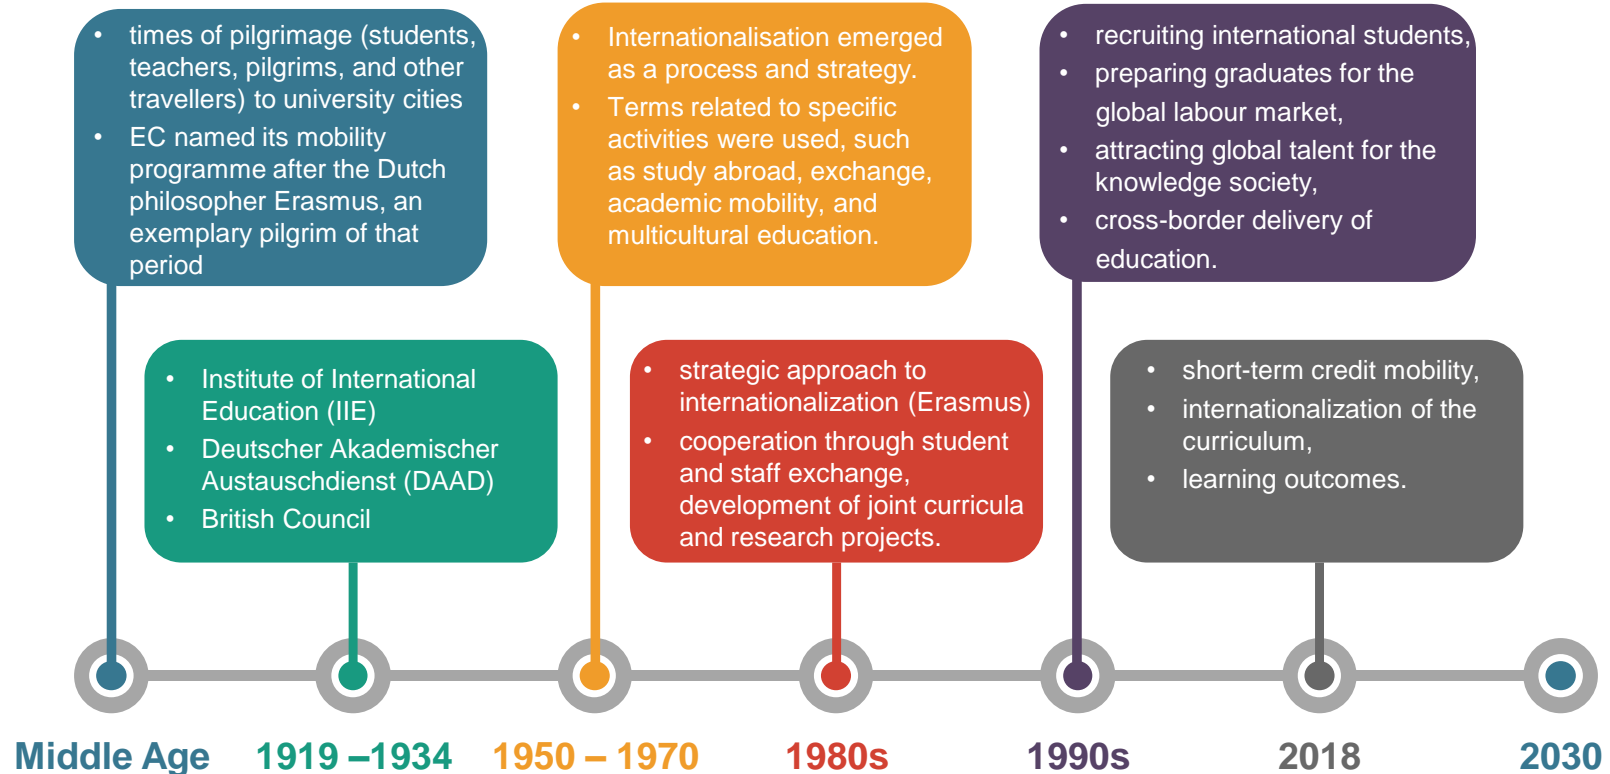 • times of pilgrimage (students,
teachers, pilgrims, and other
travellers) to university cities
• EC named its mobility
programme after the Dutch
philosopher Erasmus, an
exemplary pilgrim of that
period
• Internationalisation emerged
as a process and strategy.
• Terms related to specific
activities were used, such
as study abroad, exchange,
academic mobility, and
multicultural education.
• recruiting international students,
• preparing graduates for the
global labour market,
• attracting global talent for the
knowledge society,
• cross-border delivery of
education.
• Institute of International
Education (IIE)
• Deutscher Akademischer
Austauschdienst (DAAD)
• British Council
• strategic approach to
internationalization (Erasmus)
• cooperation through student
and staff exchange,
development of joint curricula
and research projects.
• short-term credit mobility,
• internationalization of the
curriculum,
• learning outcomes.
Middle Age 1919 –1934 1950 – 1970 1980s 1990s 2018 2030